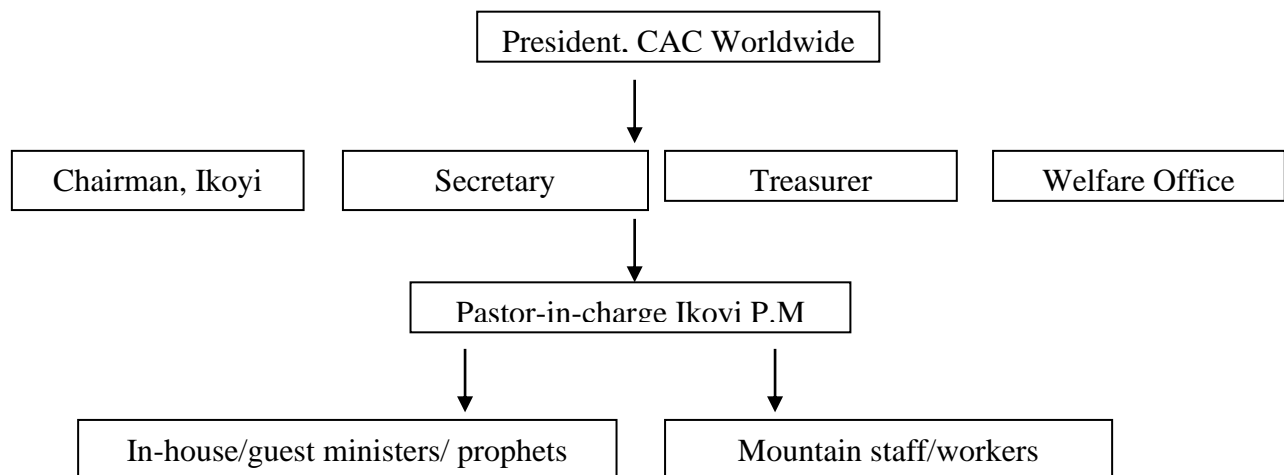 President, CAC Worldwide
Chairman, Ikoyi
Secretary
Treasurer
Welfare Office
Pastor-in-charge Ikoyi P.M
In-house/guest ministers/ prophets
Mountain staff/workers